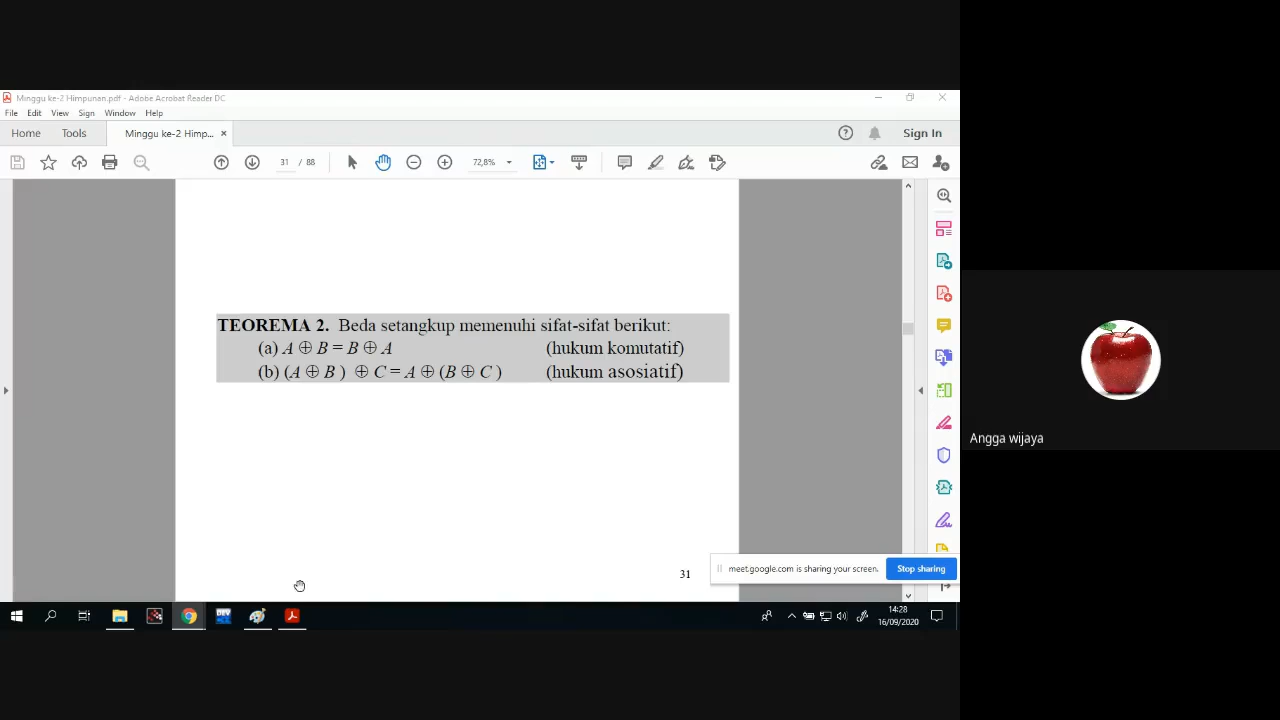 Minggu ke-2 Himpunan.pdf - Adobe Acrobat Reader DC
File Edit View Sign Window Help
Home Tools Minggu ke-2 Himp... × Sign In
31 / 88 72,8%
TEOREMA 2. Beda setangkup memenuhi sifat-sifat berikut:
(a) A ⊕ B = B ⊕ A (hukum komutatif)
(b) (A ⊕ B ) ⊕ C = A ⊕ (B ⊕ C ) (hukum asosiatif)
Angga wijaya
31
meet.google.com is sharing your screen. Stop sharing
DEV
14:28
16/09/2020